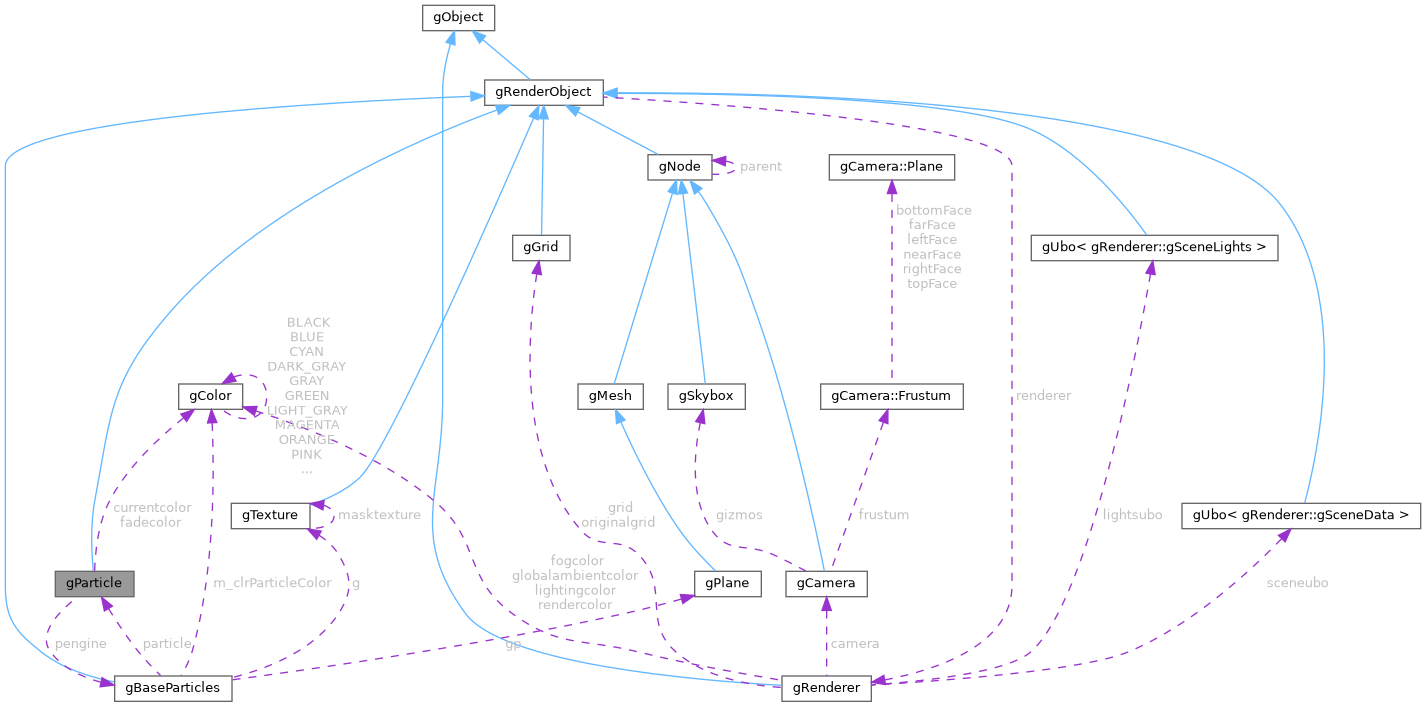 gObject
gRenderObject
gNode
parent
gCamera::Plane
bottomFace
farFace
leftFace
nearFace
rightFace
topFace
gGrid
gUbo< gRenderer::gSceneLights >
BLACK
BLUE
CYAN
DARK_GRAY
GRAY
GREEN
LIGHT_GRAY
MAGENTA
ORANGE
PINK
...
gColor
gMesh
gSkybox
gCamera::Frustum
renderer
currentcolor
fadecolor
gTexture
masktexture
grid
originalgrid
gizmos
frustum
lightsubo
gUbo< gRenderer::gSceneData >
gParticle
m_clrParticleColor
g
fogcolor
globalambientcolor
lightingcolor
rendercolor
gPlane
gCamera
sceneubo
pengine
particle
gp
camera
gBaseParticles
gRenderer